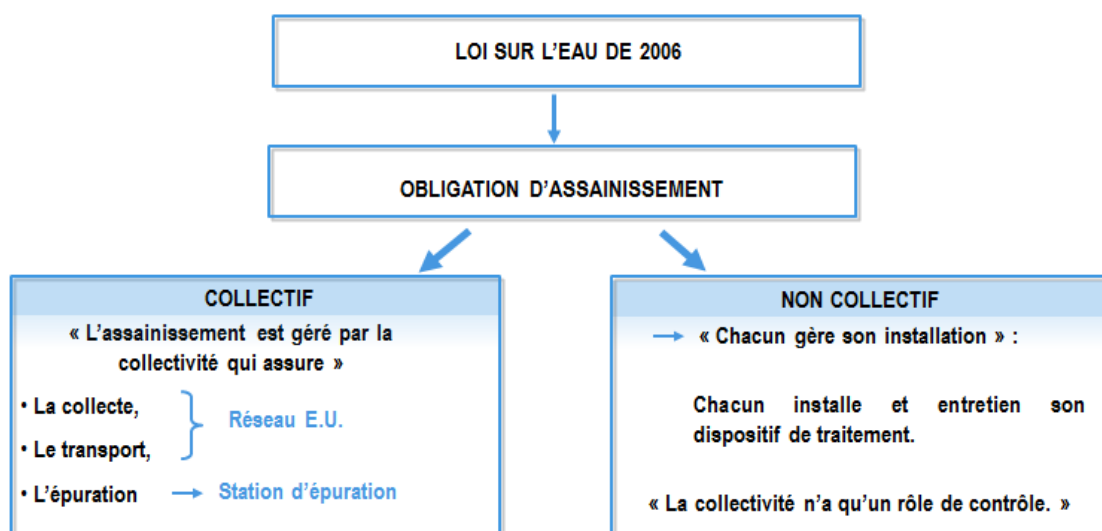 LOI SUR L'EAU DE 2006
OBLIGATION D'ASSAINISSEMENT
COLLECTIF
« L'assainissement est géré par la
collectivité qui assure »
• La collecte,
• Le transport,
Réseau E.U.
• L'épuration
Station d'épuration
NON COLLECTIF
« Chacun gère son installation » :
Chacun installe et entretien son
dispositif de traitement.
« La collectivité n'a qu'un rôle de contrôle. »